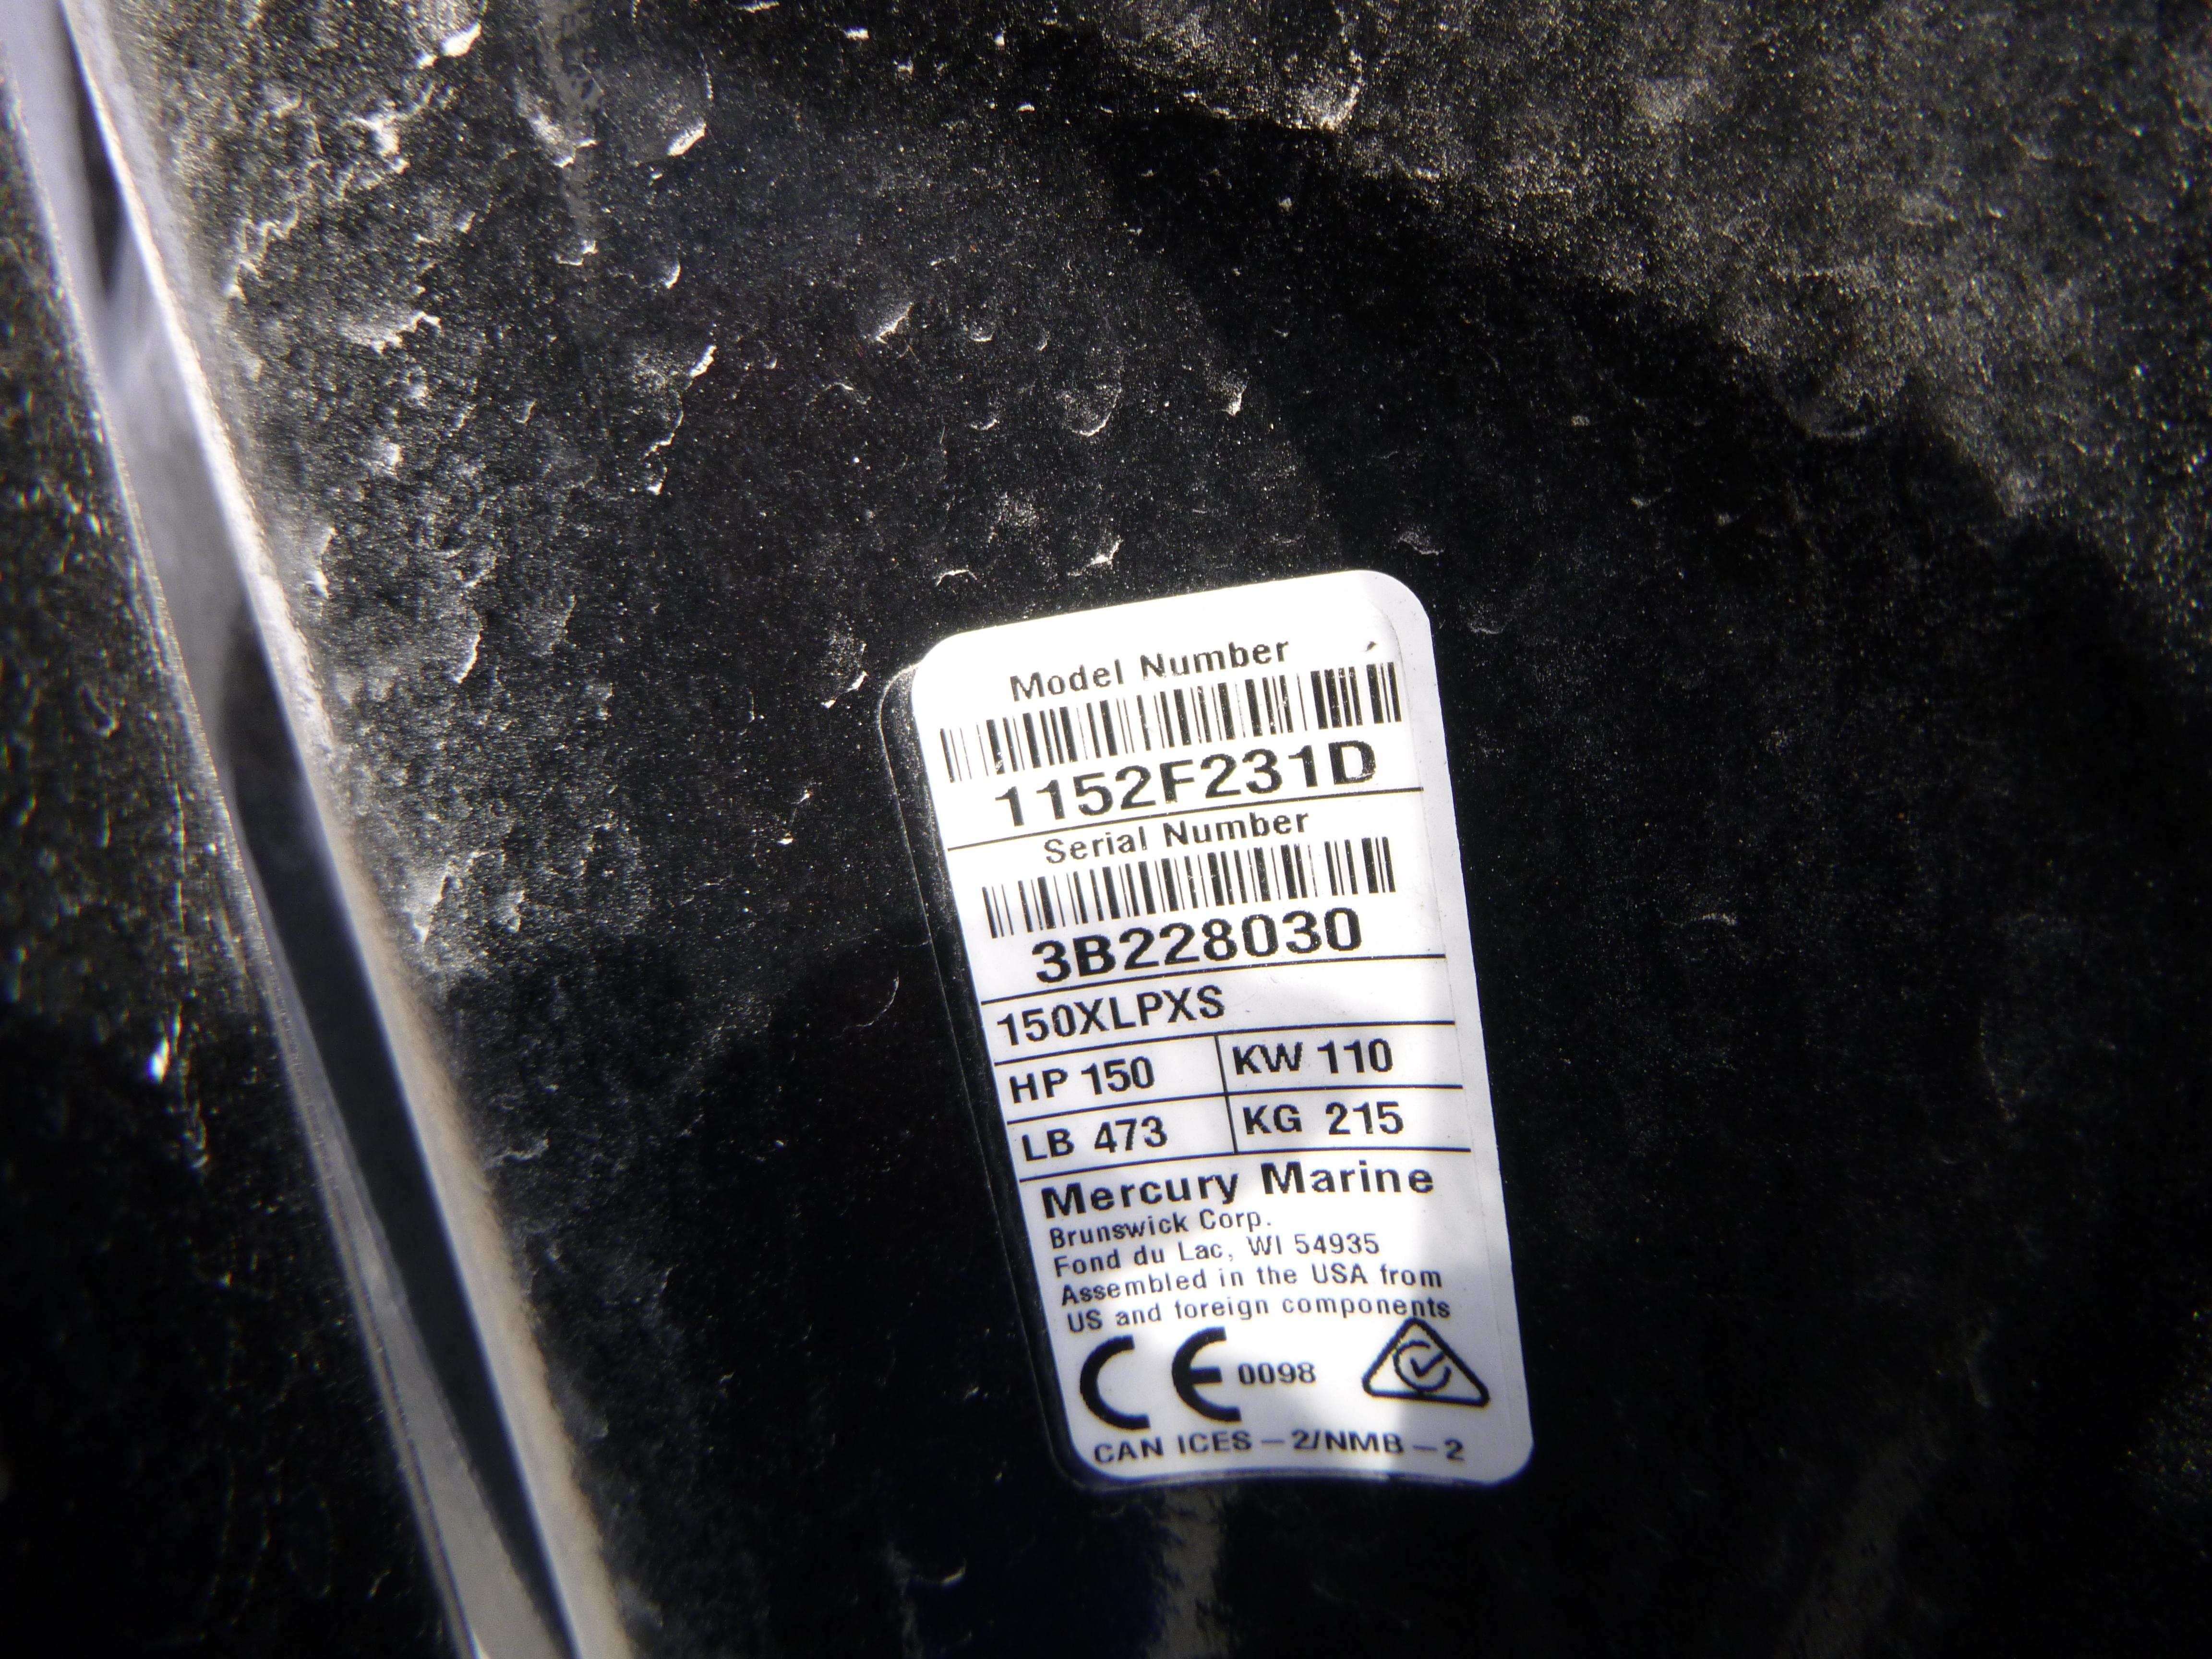 Model Number
1152F231D
Serial Number
3B228030
150XLPXS
HP 150 KW 110
LB 473 KG 215
Mercury Marine
Brunswick Corp.
Fond du Lac, WI 54935
Assembled in the USA from
US and foreign components
CE 0098
CAN ICES-2/NMB-2